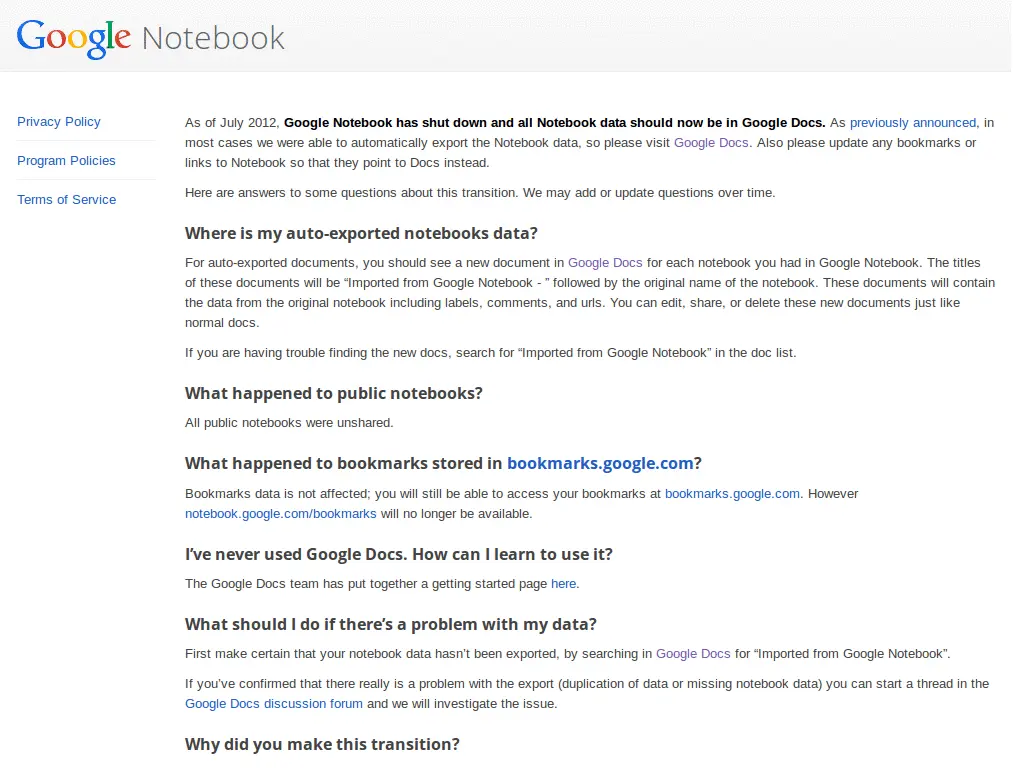 Google Notebook
Privacy Policy
Program Policies
Terms of Service
As of July 2012, Google Notebook has shut down and all Notebook data should now be in Google Docs. As previously announced, in
most cases we were able to automatically export the Notebook data, so please visit Google Docs. Also please update any bookmarks or
links to Notebook so that they point to Docs instead.
Here are answers to some questions about this transition. We may add or update questions over time.
Where is my auto-exported notebooks data?
For auto-exported documents, you should see a new document in Google Docs for each notebook you had in Google Notebook. The titles
of these documents will be “Imported from Google Notebook - ” followed by the original name of the notebook. These documents will contain
the data from the original notebook including labels, comments, and urls. You can edit, share, or delete these new documents just like
normal docs.
If you are having trouble finding the new docs, search for “Imported from Google Notebook” in the doc list.
What happened to public notebooks?
All public notebooks were unshared.
What happened to bookmarks stored in bookmarks.google.com?
Bookmarks data is not affected; you will still be able to access your bookmarks at bookmarks.google.com. However
notebook.google.com/bookmarks will no longer be available.
I’ve never used Google Docs. How can I learn to use it?
The Google Docs team has put together a getting started page here.
What should I do if there’s a problem with my data?
First make certain that your notebook data hasn’t been exported, by searching in Google Docs for “Imported from Google Notebook”.
If you’ve confirmed that there really is a problem with the export (duplication of data or missing notebook data) you can start a thread in the
Google Docs discussion forum and we will investigate the issue.
Why did you make this transition?